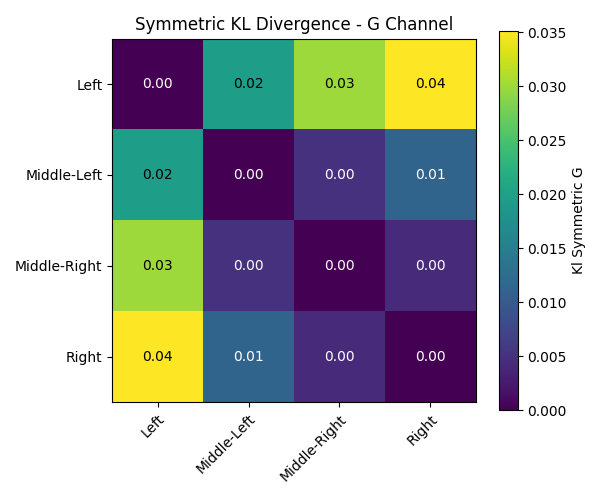 Symmetric KL Divergence - G Channel
Left 0.00 0.02 0.03 0.04
Middle-Left 0.02 0.00 0.00 0.01
Middle-Right 0.03 0.00 0.00 0.00
Right 0.04 0.01 0.00 0.00
Left Middle-Left Middle-Right Right
0.035
0.030
0.025
0.020
0.015
0.010
0.005
0.000
Kl Symmetric G